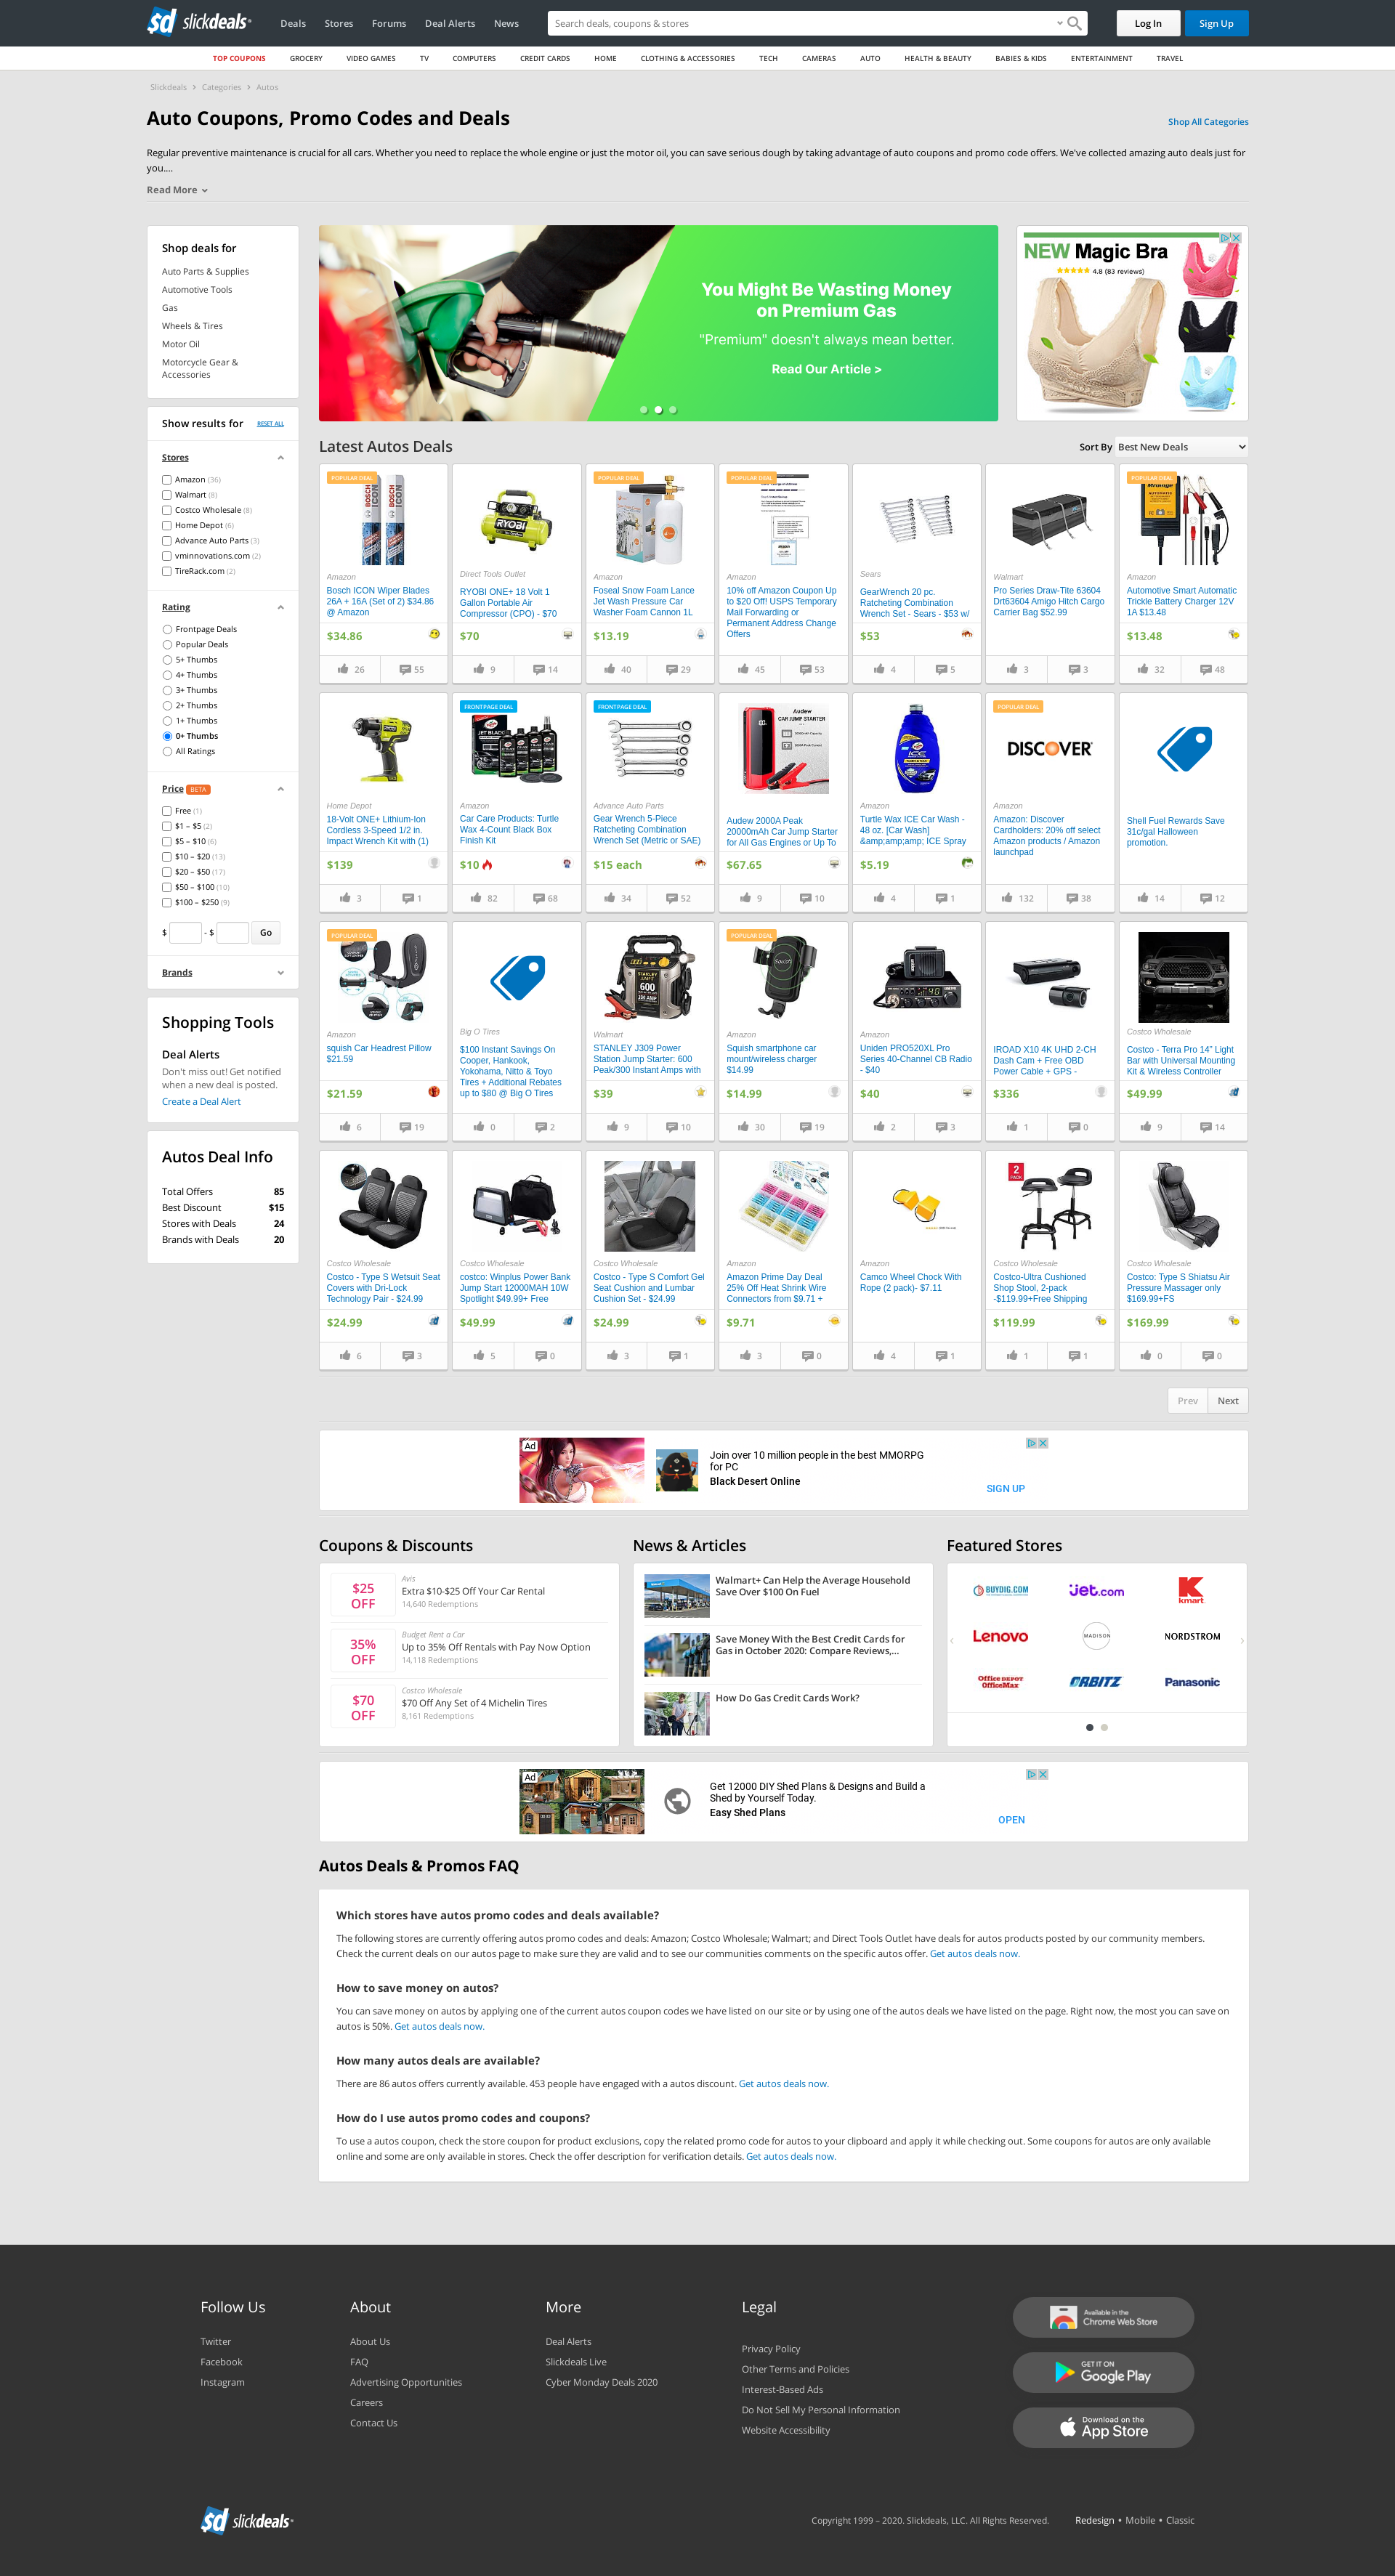 sd slickdeals
Deals
Stores
Forums
Deal Alerts
News
Search deals, coupons & stores
Log In
Sign Up
TOP COUPONS
GROCERY
VIDEO GAMES
TV
COMPUTERS
CREDIT CARDS
HOME
CLOTHING & ACCESSORIES
TECH
CAMERAS
AUTO
HEALTH & BEAUTY
BABIES & KIDS
ENTERTAINMENT
TRAVEL
Slickdeals › Categories › Autos
Auto Coupons, Promo Codes and Deals
Shop All Categories
Regular preventive maintenance is crucial for all cars. Whether you need to replace the whole engine or just the motor oil, you can save serious dough by taking advantage of auto coupons and promo code offers. We've collected amazing auto deals just for
you....
Read More
Shop deals for
Auto Parts & Supplies
Automotive Tools
Gas
Wheels & Tires
Motor Oil
Motorcycle Gear &
Accessories
Show results for
RESET ALL
Stores
Amazon (36)
Walmart (8)
Costco Wholesale (8)
Home Depot (6)
Advance Auto Parts (3)
vminnovations.com (2)
TireRack.com (2)
Rating
Frontpage Deals
Popular Deals
5+ Thumbs
4+ Thumbs
3+ Thumbs
2+ Thumbs
1+ Thumbs
0+ Thumbs
All Ratings
Price BETA
Free (1)
$1 – $5 (2)
$5 – $10 (6)
$10 – $20 (13)
$20 – $50 (17)
$50 – $100 (10)
$100 – $250 (9)
$ - $ Go
Brands
Shopping Tools
Deal Alerts
Don't miss out! Get notified
when a new deal is posted.
Create a Deal Alert
Autos Deal Info
Total Offers 85
Best Discount $15
Stores with Deals 24
Brands with Deals 20
You Might Be Wasting Money
on Premium Gas
"Premium" doesn't always mean better.
Read Our Article >
NEW Magic Bra
4.8 (83 reviews)
Latest Autos Deals
Sort By Best New Deals
POPULAR DEAL
BOSCH ICON
BOSCH ICON
Amazon
Bosch ICON Wiper Blades
26A + 16A (Set of 2) $34.86
@ Amazon
$34.86
26
55
RYOBI
Direct Tools Outlet
RYOBI ONE+ 18 Volt 1
Gallon Portable Air
Compressor (CPO) - $70
$70
9
14
POPULAR DEAL
Amazon
Foseal Snow Foam Lance
Jet Wash Pressure Car
Washer Foam Cannon 1L
$13.19
40
29
POPULAR DEAL
Amazon
10% off Amazon Coupon Up
to $20 Off! USPS Temporary
Mail Forwarding or
Permanent Address Change
Offers
45
53
Sears
GearWrench 20 pc.
Ratcheting Combination
Wrench Set - Sears - $53 w/
$53
4
5
Walmart
Pro Series Draw-Tite 63604
Drt63604 Amigo Hitch Cargo
Carrier Bag $52.99
3
3
POPULAR DEAL
Amazon
Automotive Smart Automatic
Trickle Battery Charger 12V
1A $13.48
$13.48
32
48
Home Depot
18-Volt ONE+ Lithium-Ion
Cordless 3-Speed 1/2 in.
Impact Wrench Kit with (1)
$139
3
1
FRONTPAGE DEAL
JET BLACK
Amazon
Car Care Products: Turtle
Wax 4-Count Black Box
Finish Kit
$10
82
68
FRONTPAGE DEAL
Advance Auto Parts
Gear Wrench 5-Piece
Ratcheting Combination
Wrench Set (Metric or SAE)
$15 each
34
52
Audew
CAR JUMP STARTER
Audew 2000A Peak
20000mAh Car Jump Starter
for All Gas Engines or Up To
$67.65
9
10
ICE
Amazon
Turtle Wax ICE Car Wash -
48 oz. [Car Wash]
&amp;amp;amp; ICE Spray
$5.19
4
1
POPULAR DEAL
DISCOVER
Amazon
Amazon: Discover
Cardholders: 20% off select
Amazon products / Amazon
launchpad
132
38
Shell Fuel Rewards Save
31c/gal Halloween
promotion.
14
12
POPULAR DEAL
Amazon
squish Car Headrest Pillow
$21.59
$21.59
6
19
Big O Tires
$100 Instant Savings On
Cooper, Hankook,
Yokohama, Nitto & Toyo
Tires + Additional Rebates
up to $80 @ Big O Tires
0
2
STANLEY
600
Walmart
STANLEY J309 Power
Station Jump Starter: 600
Peak/300 Instant Amps with
$39
9
10
POPULAR DEAL
Squish
Amazon
Squish smartphone car
mount/wireless charger
$14.99
$14.99
30
19
40
Amazon
Uniden PRO520XL Pro
Series 40-Channel CB Radio
- $40
$40
2
3
IROAD X10 4K UHD 2-CH
Dash Cam + Free OBD
Power Cable + GPS -
$336
1
0
Costco Wholesale
Costco - Terra Pro 14" Light
Bar with Universal Mounting
Kit & Wireless Controller
$49.99
9
14
Costco Wholesale
Costco - Type S Wetsuit Seat
Covers with Dri-Lock
Technology Pair - $24.99
$24.99
6
3
Costco Wholesale
costco: Winplus Power Bank
Jump Start 12000MAH 10W
Spotlight $49.99+ Free
$49.99
5
0
Costco Wholesale
Costco - Type S Comfort Gel
Seat Cushion and Lumbar
Cushion Set - $24.99
$24.99
3
1
Amazon
Amazon Prime Day Deal
25% Off Heat Shrink Wire
Connectors from $9.71 +
$9.71
3
0
Amazon
Camco Wheel Chock With
Rope (2 pack)- $7.11
4
1
2 PACK
Costco Wholesale
Costco-Ultra Cushioned
Shop Stool, 2-pack
-$119.99+Free Shipping
$119.99
1
1
Costco Wholesale
Costco: Type S Shiatsu Air
Pressure Massager only
$169.99+FS
$169.99
0
0
Prev
Next
Ad
Join over 10 million people in the best MMORPG
for PC
Black Desert Online
SIGN UP
Coupons & Discounts
$25
OFF
Avis
Extra $10-$25 Off Your Car Rental
14,640 Redemptions
35%
OFF
Budget Rent a Car
Up to 35% Off Rentals with Pay Now Option
14,118 Redemptions
$70
OFF
Costco Wholesale
$70 Off Any Set of 4 Michelin Tires
8,161 Redemptions
News & Articles
Walmart+ Can Help the Average Household
Save Over $100 On Fuel
Save Money With the Best Credit Cards for
Gas in October 2020: Compare Reviews,...
How Do Gas Credit Cards Work?
Featured Stores
BUYDIG.COM
jet.com
kmart
Lenovo
MADISON
NORDSTROM
Office DEPOT
OfficeMax
ORBITZ
Panasonic
Ad
Get 12000 DIY Shed Plans & Designs and Build a
Shed by Yourself Today.
Easy Shed Plans
OPEN
Autos Deals & Promos FAQ
Which stores have autos promo codes and deals available?
The following stores are currently offering autos promo codes and deals: Amazon; Costco Wholesale; Walmart; and Direct Tools Outlet have deals for autos products posted by our community members.
Check the current deals on our autos page to make sure they are valid and to see our communities comments on the specific autos offer. Get autos deals now.
How to save money on autos?
You can save money on autos by applying one of the current autos coupon codes we have listed on our site or by using one of the autos deals we have listed on the page. Right now, the most you can save on
autos is 50%. Get autos deals now.
How many autos deals are available?
There are 86 autos offers currently available. 453 people have engaged with a autos discount. Get autos deals now.
How do I use autos promo codes and coupons?
To use a autos coupon, check the store coupon for product exclusions, copy the related promo code for autos to your clipboard and apply it while checking out. Some coupons for autos are only available
online and some are only available in stores. Check the offer description for verification details. Get autos deals now.
Follow Us
Twitter
Facebook
Instagram
About
About Us
FAQ
Advertising Opportunities
Careers
Contact Us
More
Deal Alerts
Slickdeals Live
Cyber Monday Deals 2020
Legal
Privacy Policy
Other Terms and Policies
Interest-Based Ads
Do Not Sell My Personal Information
Website Accessibility
Available in the
Chrome Web Store
GET IT ON
Google Play
Download on the
App Store
sd slickdeals
Copyright 1999 – 2020. Slickdeals, LLC. All Rights Reserved.
Redesign • Mobile • Classic